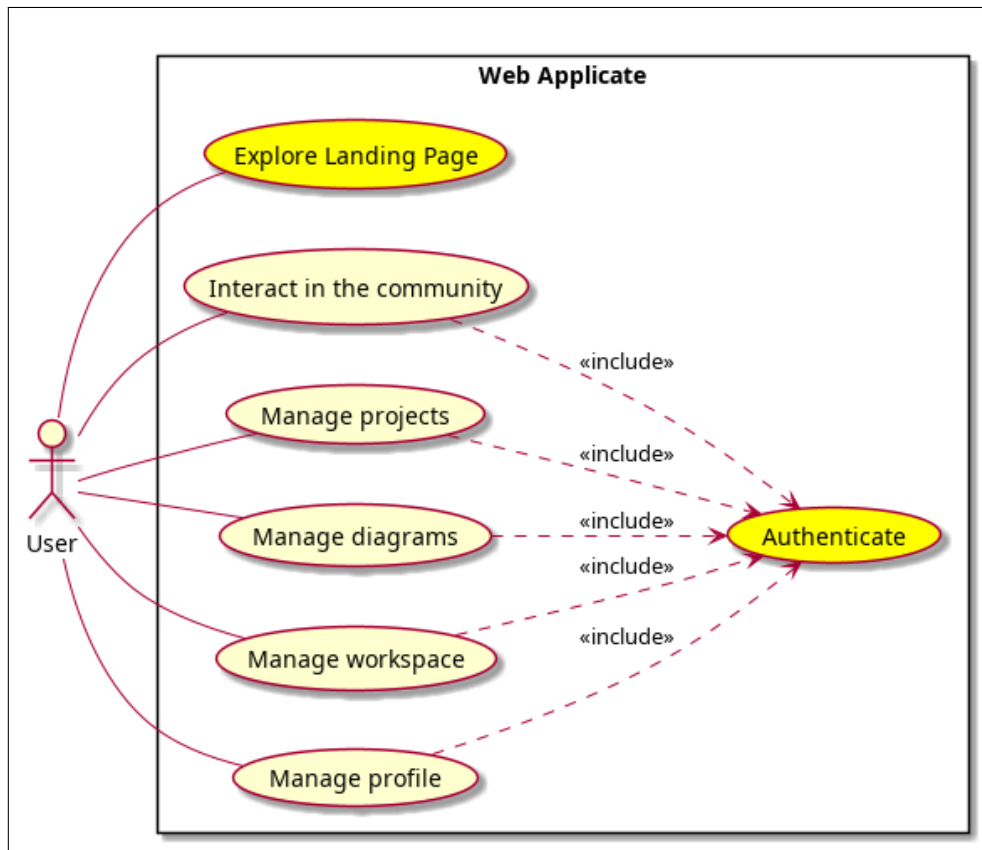 Web Applicate
Explore Landing Page
Interact in the community
«include»
Manage projects
«include»
User
Manage diagrams
«include»
Authenticate
«include»
Manage workspace
«include»
Manage profile